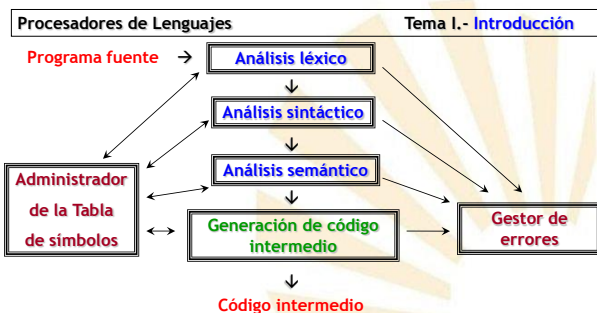 Procesadores de Lenguajes Tema I.- Introducción
Programa fuente → Análisis léxico
Análisis sintáctico
Análisis semántico
Administrador
de la Tabla
de símbolos
Generación de código
intermedio
Gestor de
errores
Código intermedio